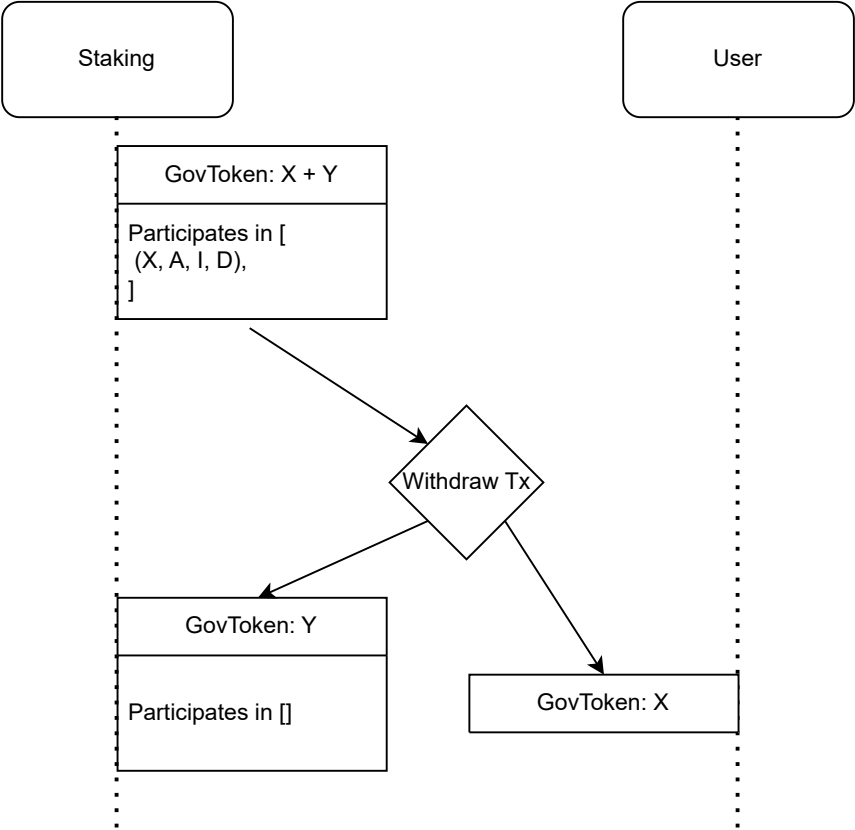 Staking
User
GovToken: X + Y
Participates in [
(X, A, I, D),
]
Withdraw Tx
GovToken: Y
Participates in []
GovToken: X